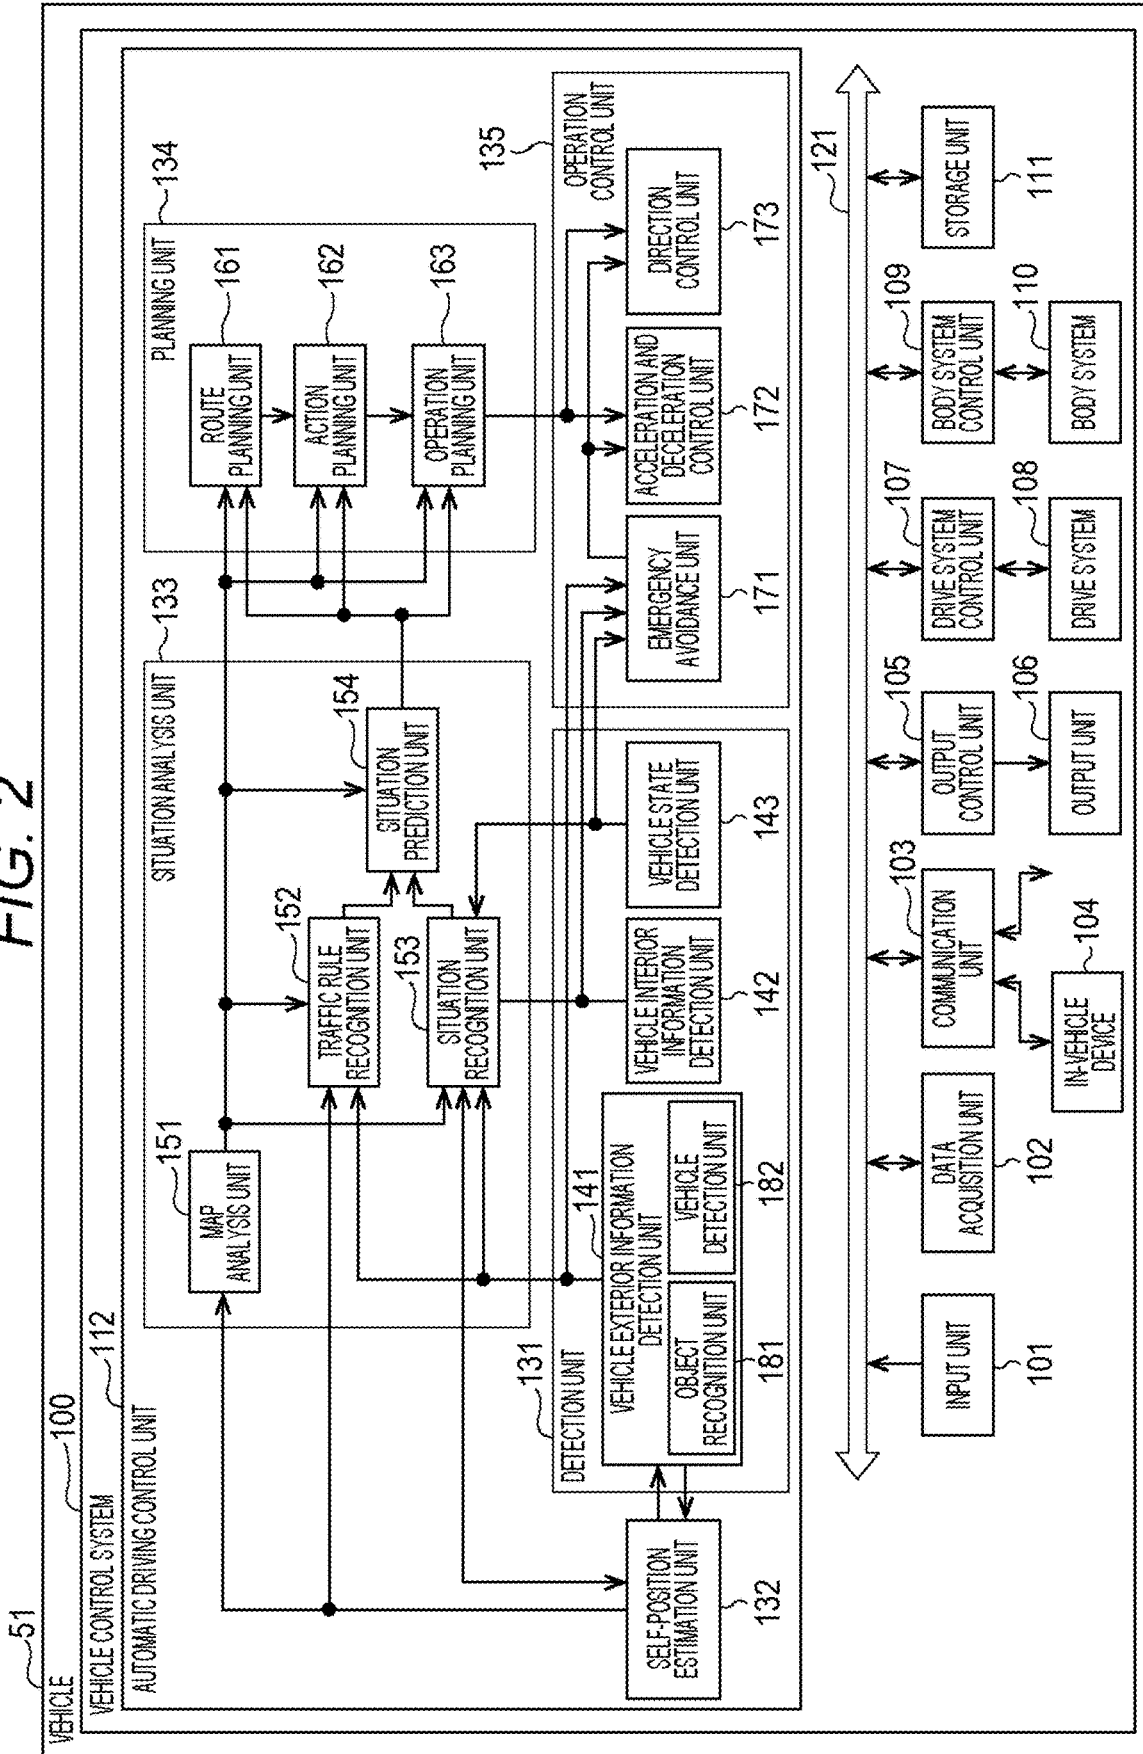 FIG. 2
51
VEHICLE
100
VEHICLE CONTROL SYSTEM
112
AUTOMATIC DRIVING CONTROL UNIT
133
SITUATION ANALYSIS UNIT
134
PLANNING UNIT
151
MAP
ANALYSIS UNIT
161
ROUTE
PLANNING UNIT
152
TRAFFIC RULE
RECOGNITION UNIT
154
SITUATION
PREDICTION UNIT
162
ACTION
PLANNING UNIT
153
SITUATION
RECOGNITION UNIT
163
OPERATION
PLANNING UNIT
131
DETECTION UNIT
135
OPERATION
CONTROL UNIT
132
SELF-POSITION
ESTIMATION UNIT
141
VEHICLE EXTERIOR INFORMATION
DETECTION UNIT
OBJECT
RECOGNITION UNIT
181
VEHICLE
DETECTION UNIT
182
VEHICLE INTERIOR
INFORMATION
DETECTION UNIT
142
VEHICLE STATE
DETECTION UNIT
143
EMERGENCY
AVOIDANCE UNIT
171
ACCELERATION AND
DECELERATION
CONTROL UNIT
172
DIRECTION
CONTROL UNIT
173
121
INPUT UNIT
101
DATA
ACQUISITION UNIT
102
COMMUNICATION
UNIT
103
OUTPUT
CONTROL UNIT
105
DRIVE SYSTEM
CONTROL UNIT
107
BODY SYSTEM
CONTROL UNIT
109
STORAGE UNIT
111
IN-VEHICLE
DEVICE
104
OUTPUT UNIT
106
DRIVE SYSTEM
108
BODY SYSTEM
110